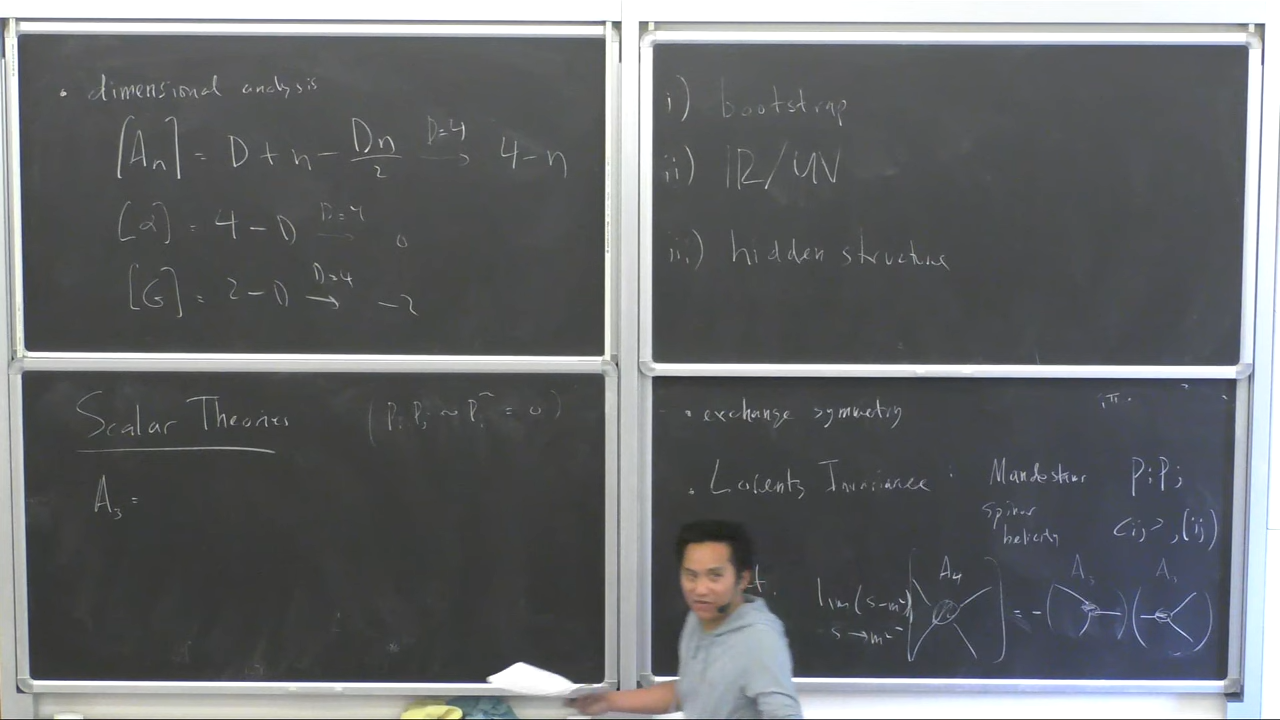 • dimensional analysis
[Aₙ] = D + n − Dn/2 →(D=4) 4 − n
[α] = 4 − D →(D=4) 0
[G] = 2 − D →(D=4) −2
Scalar Theories (PᵢPⱼ ~ Pᵢ² = 0)
A₃ =
i) bootstrap
ii) IR/UV
iii) hidden structure
• exchange symmetry
• Lorentz Invariance : Mandelstam PᵢPⱼ
spinor helicity <ij>, [ij]
lim s→m² (s−m²) [A₄] = −(A₃)(A₃)